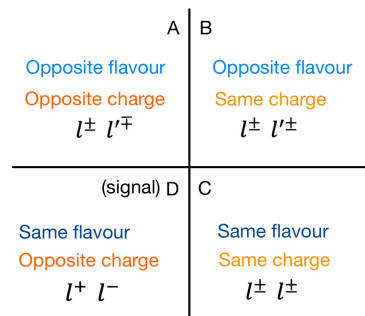 A
B
Opposite flavour
Opposite charge
l± l′∓
Opposite flavour
Same charge
l± l′±
(signal) D
C
Same flavour
Opposite charge
l+ l−
Same flavour
Same charge
l± l±